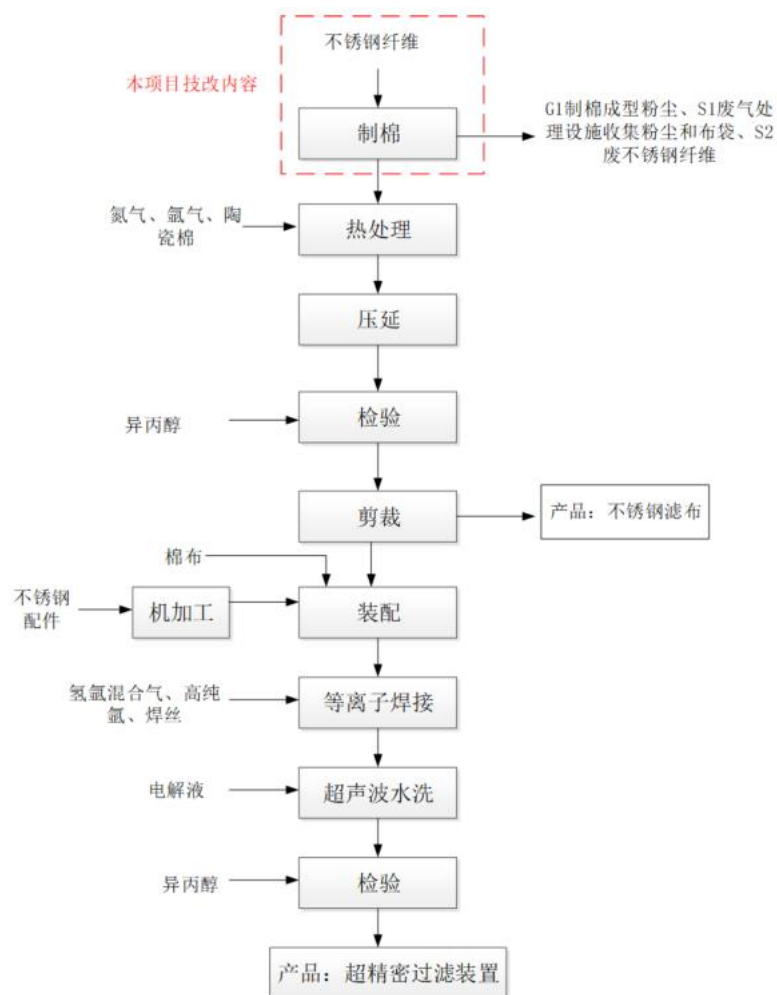 不锈钢纤维
本项目技改内容
制棉
G1制棉成型粉尘、S1废气处
理设施收集粉尘和布袋、S2
废不锈钢纤维
氮气、氩气、陶
瓷棉
热处理
压延
异丙醇
检验
剪裁
产品：不锈钢滤布
棉布
不锈钢
配件
机加工
装配
氢氩混合气、高纯
氩、焊丝
等离子焊接
电解液
超声波水洗
异丙醇
检验
产品：超精密过滤装置